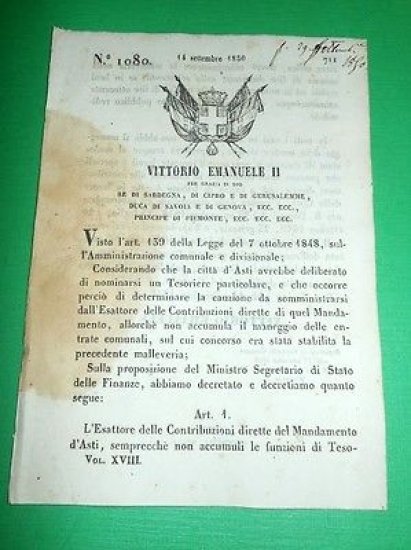 N.º 1080.
14 settembre 1850
711
VITTORIO EMANUELE II
PER GRAZIA DI DIO
RE DI SARDEGNA, DI CIPRO E DI GERUSALEMME,
DUCA DI SAVOIA E DI GENOVA, ECC. ECC.,
PRINCIPE DI PIEMONTE, ECC. ECC. ECC.
Visto l'art. 139 della Legge del 7 ottobre 1848, sul-
l'Amministrazione comunale e divisionale;
Considerando che la città d'Asti avrebbe deliberato
di nominarsi un Tesoriere particolare, e che occorre
perciò di determinare la cauzione da somministrarsi
dall'Esattore delle Contribuzioni dirette di quel Manda-
mento, allorchè non accumula il maneggio delle en-
trate comunali, sul cui concorso era stata stabilita la
precedente malleveria;
Sulla proposizione del Ministro Segretario di Stato
delle Finanze, abbiamo decretato e decretiamo quanto
segue:
Art. 1.
L'Esattore delle Contribuzioni dirette del Mandamento
d'Asti, semprecchè non accumuli le funzioni di Teso-
VOL. XVIII.